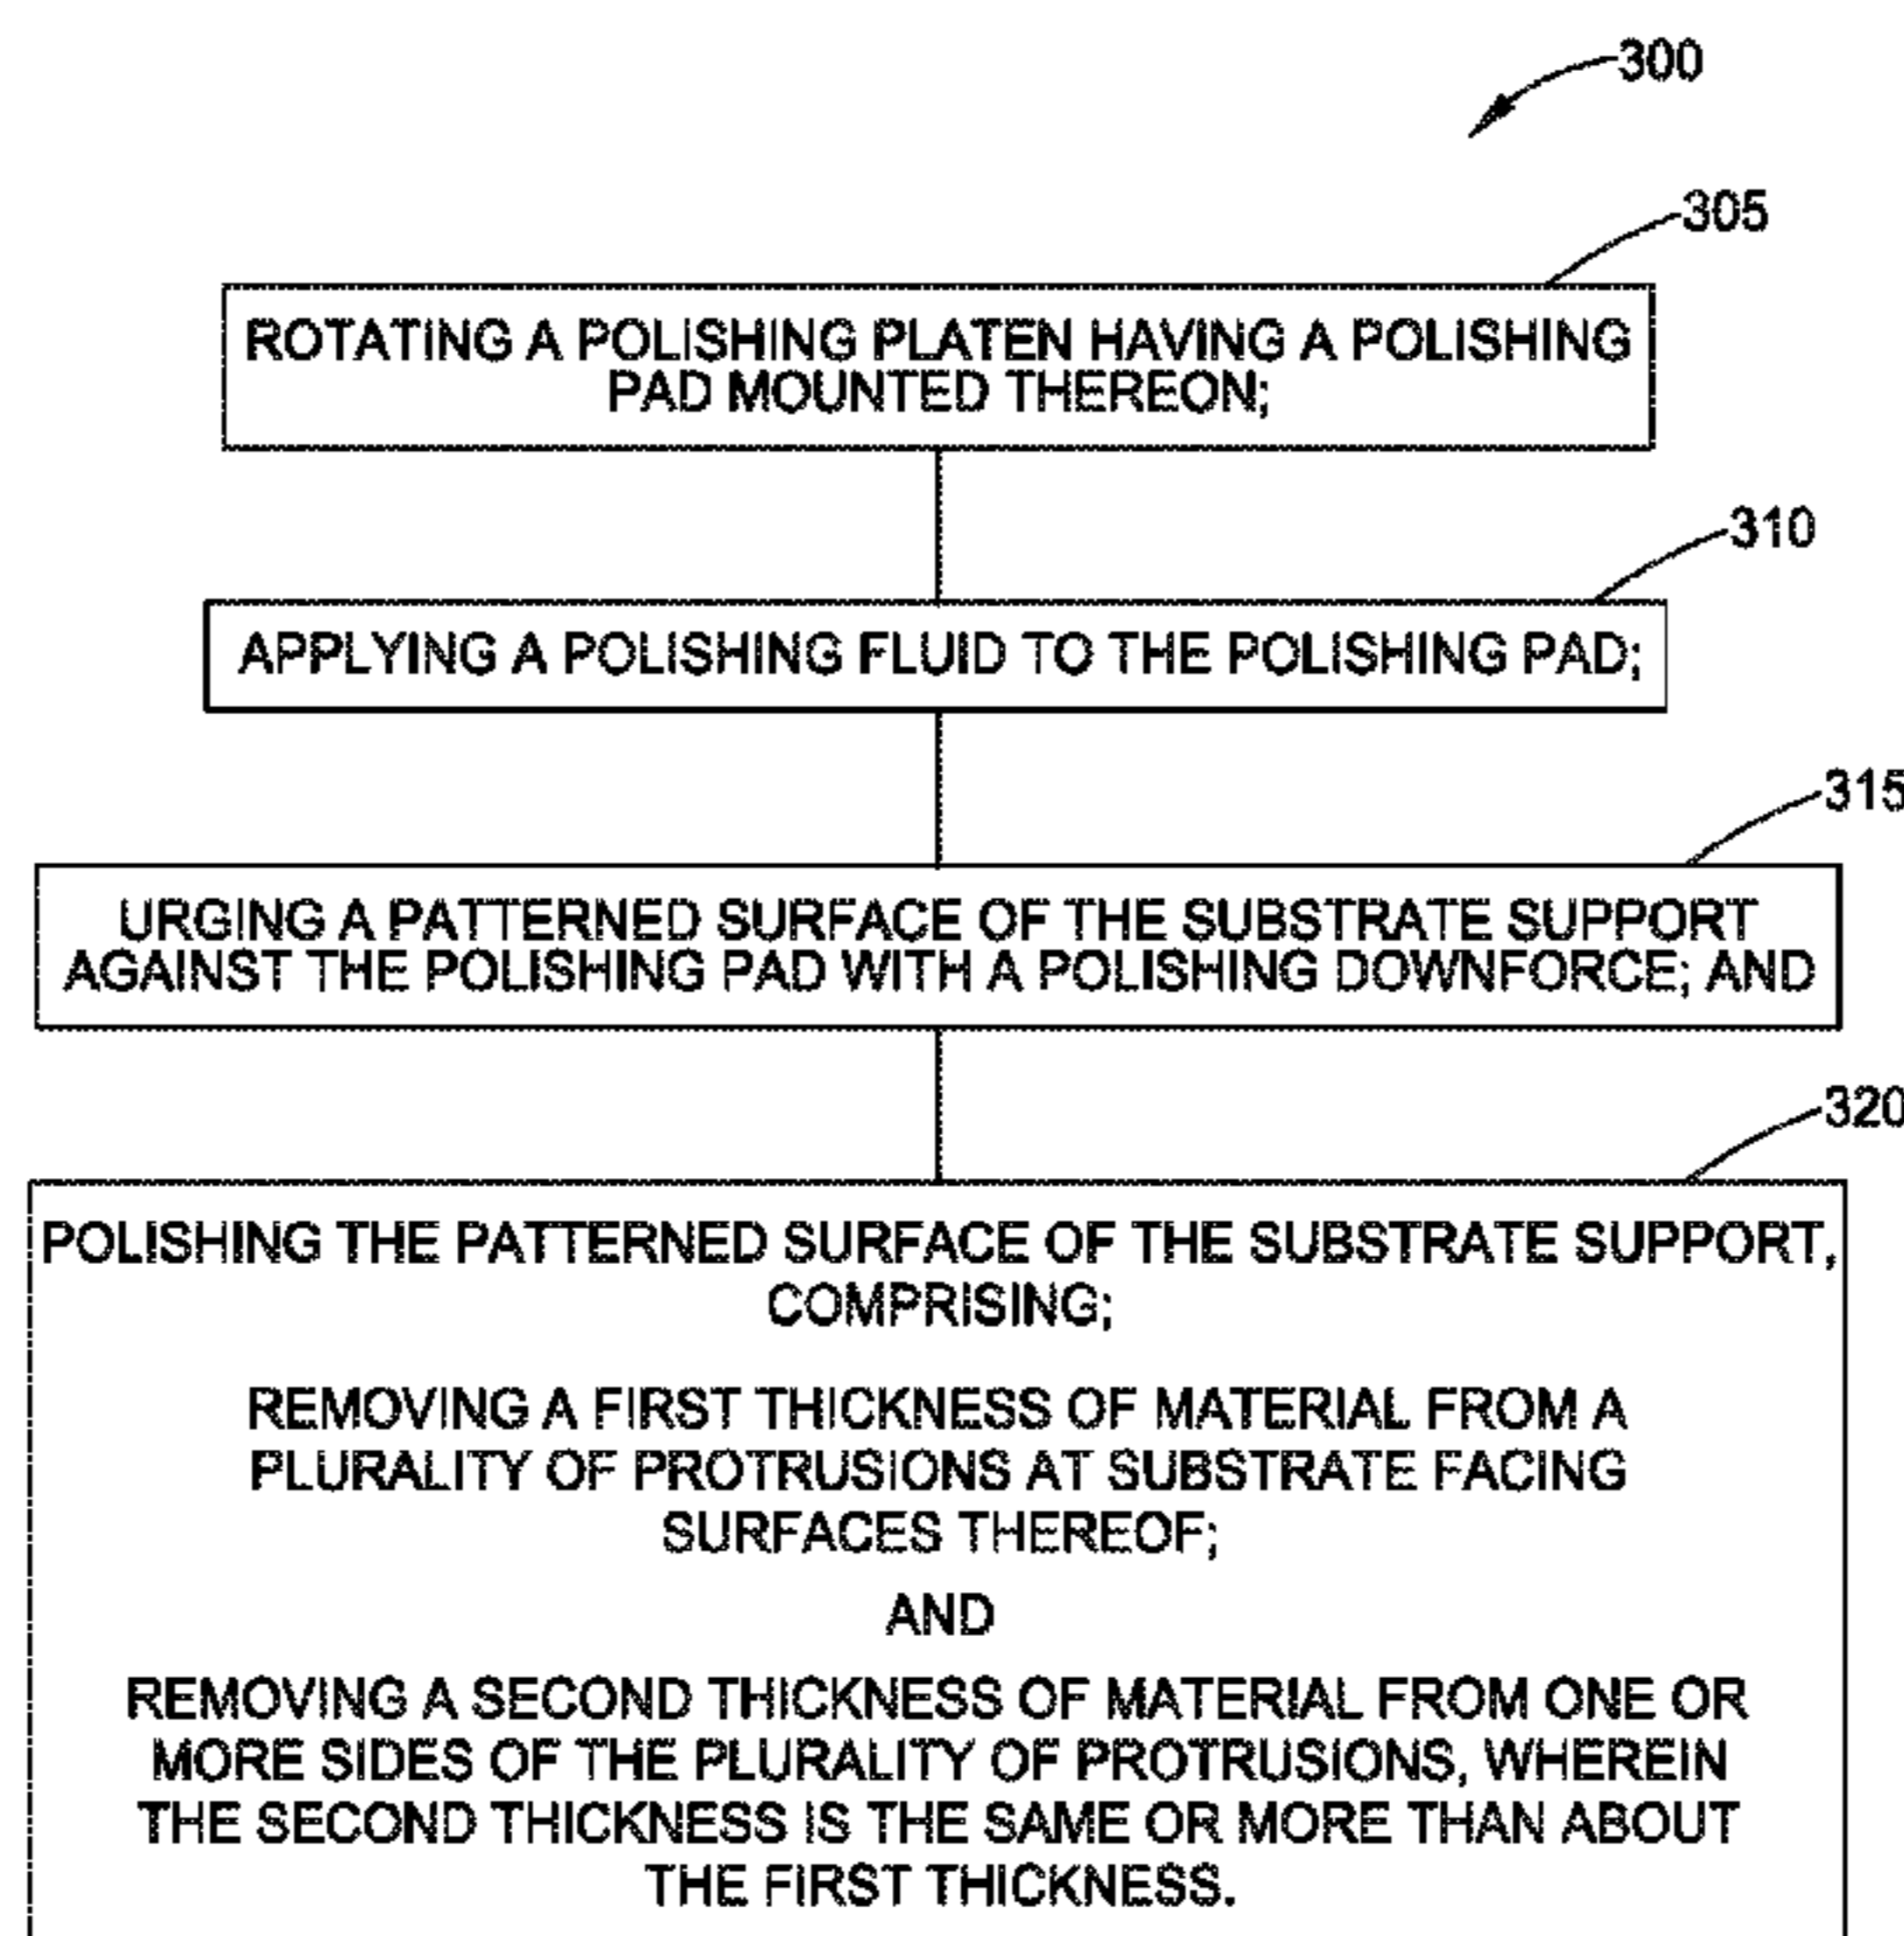 300
305
ROTATING A POLISHING PLATEN HAVING A POLISHING
PAD MOUNTED THEREON;
310
APPLYING A POLISHING FLUID TO THE POLISHING PAD;
315
URGING A PATTERNED SURFACE OF THE SUBSTRATE SUPPORT
AGAINST THE POLISHING PAD WITH A POLISHING DOWNFORCE; AND
320
POLISHING THE PATTERNED SURFACE OF THE SUBSTRATE SUPPORT,
COMPRISING;
REMOVING A FIRST THICKNESS OF MATERIAL FROM A
PLURALITY OF PROTRUSIONS AT SUBSTRATE FACING
SURFACES THEREOF;
AND
REMOVING A SECOND THICKNESS OF MATERIAL FROM ONE OR
MORE SIDES OF THE PLURALITY OF PROTRUSIONS, WHEREIN
THE SECOND THICKNESS IS THE SAME OR MORE THAN ABOUT
THE FIRST THICKNESS.